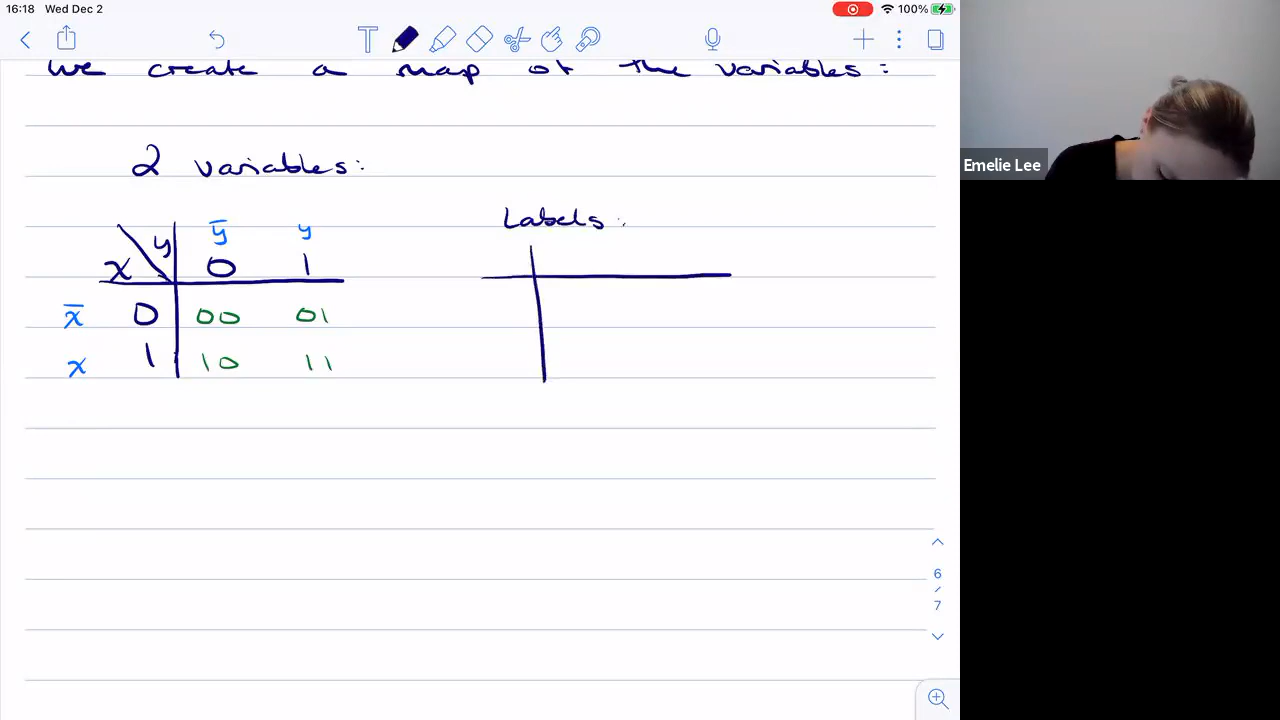 16:18 Wed Dec 2 100%
T
We create a map of the variables:
Emelie Lee
2 variables:
Labels:
y̅ y
x y 0 1
x̅ 0 00 01
x 1 10 11
6
/
7